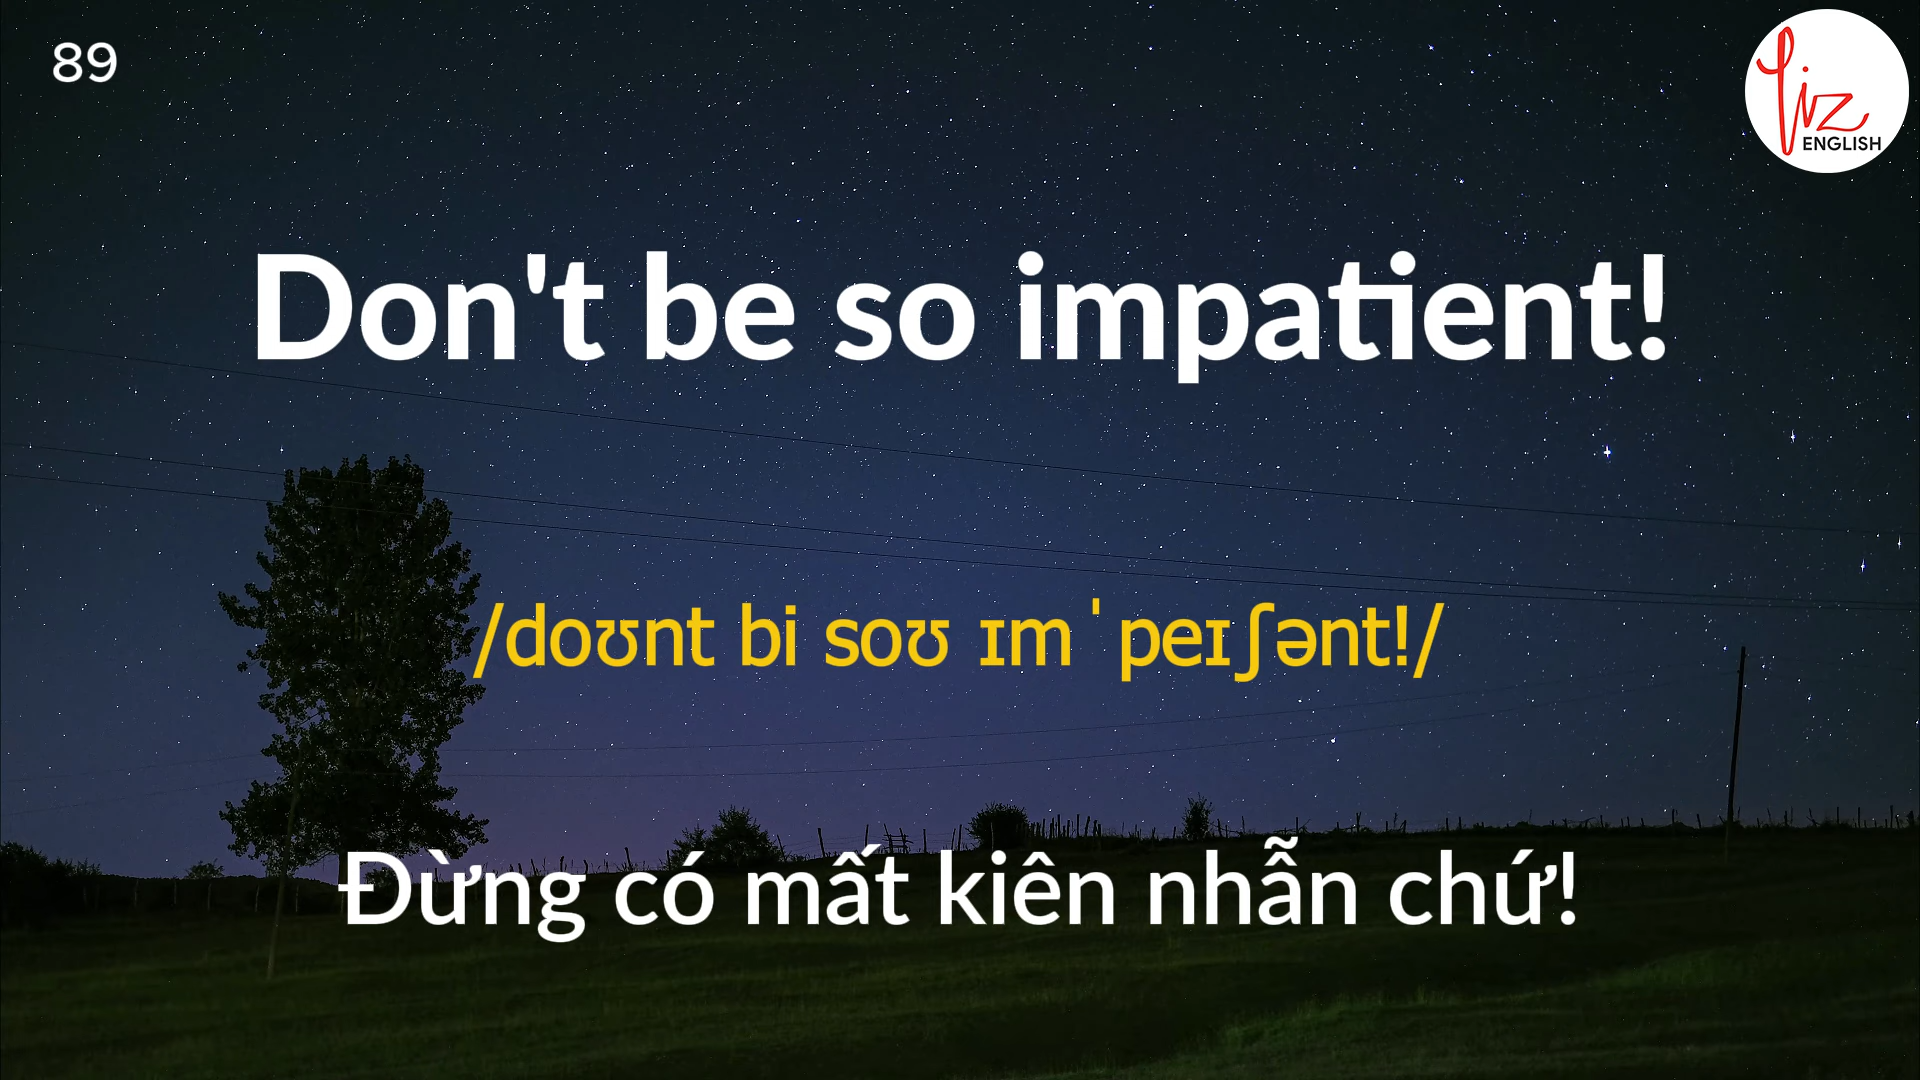 89
Liz
ENGLISH
Don't be so impatient!
/doʊnt bi soʊ ɪmˈpeɪʃənt!/
Đừng có mất kiên nhẫn chứ!